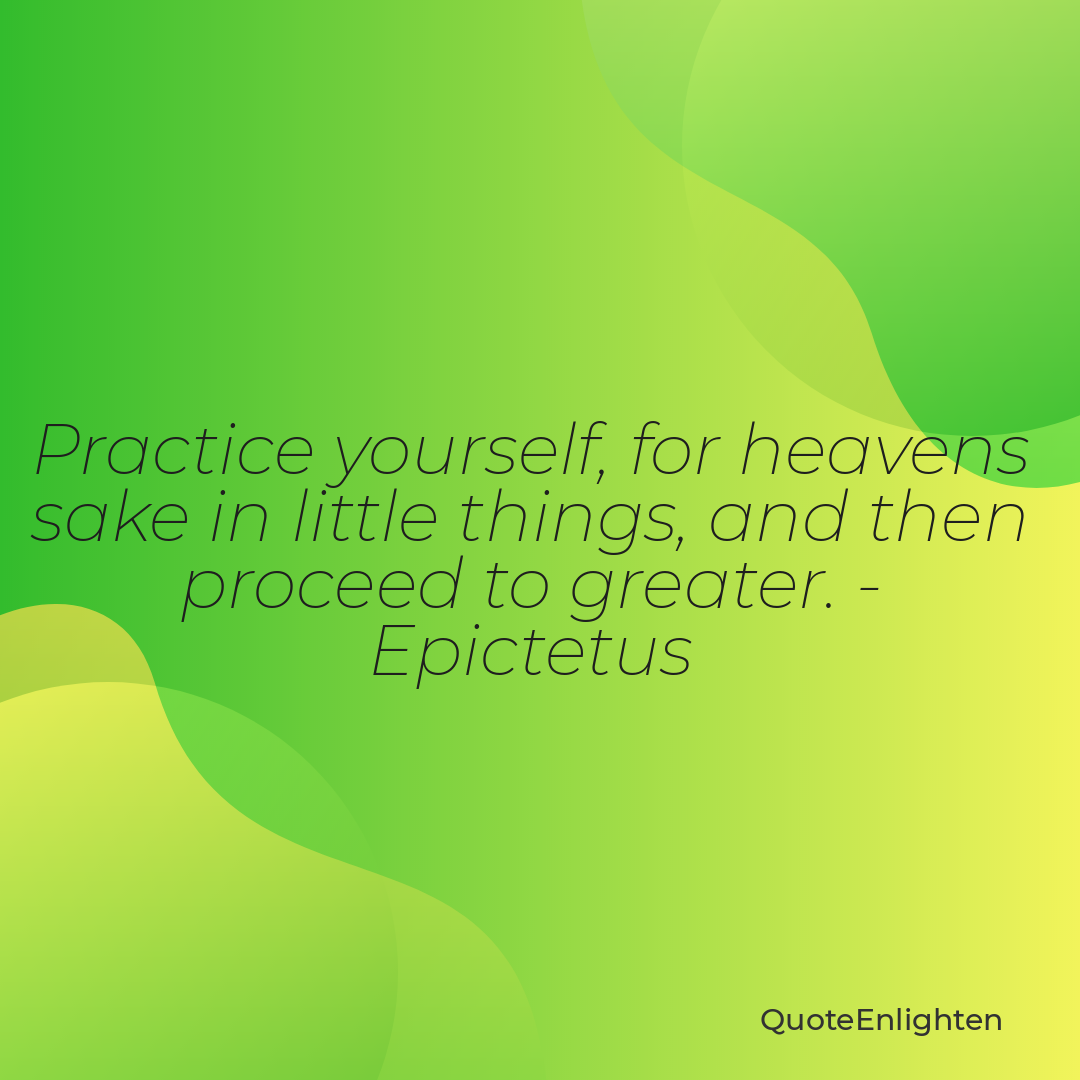 Practice yourself, for heavens
sake in little things, and then
proceed to greater. -
Epictetus
QuoteEnlighten